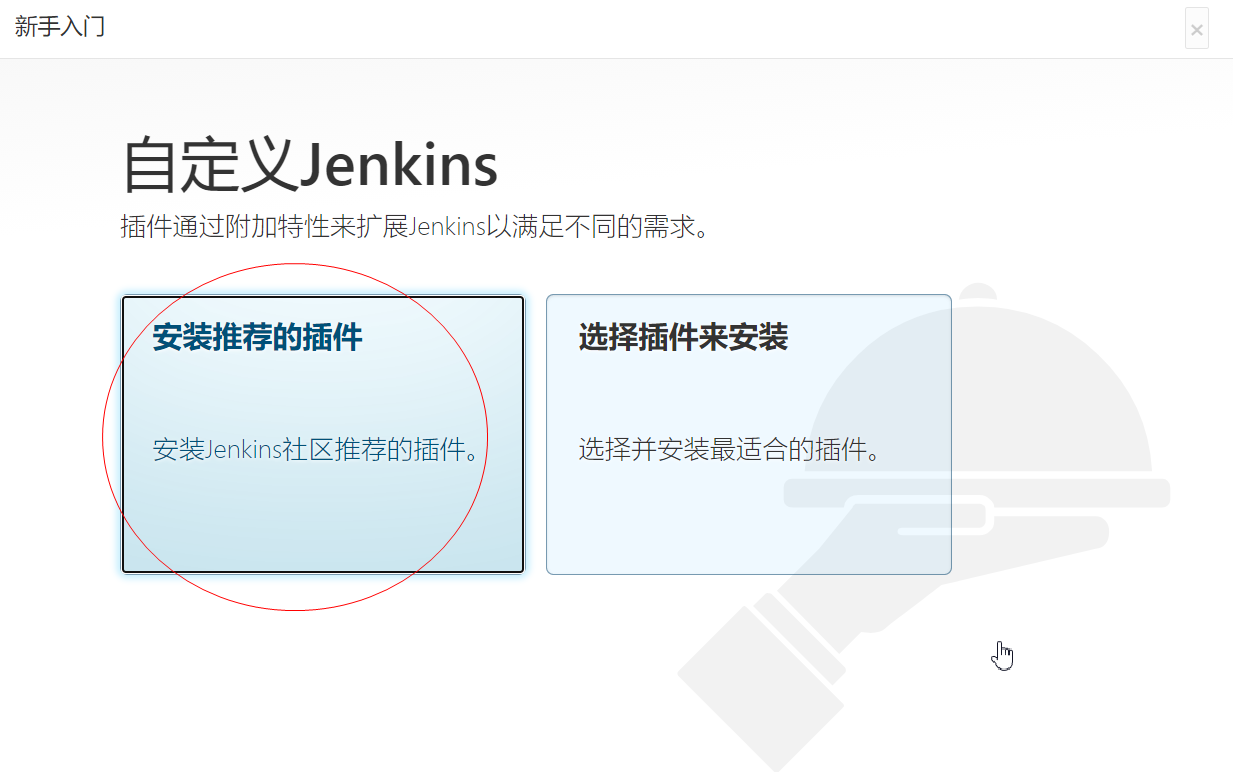 新手入门
×
自定义Jenkins
插件通过附加特性来扩展Jenkins以满足不同的需求。
安装推荐的插件
安装Jenkins社区推荐的插件。
选择插件来安装
选择并安装最适合的插件。